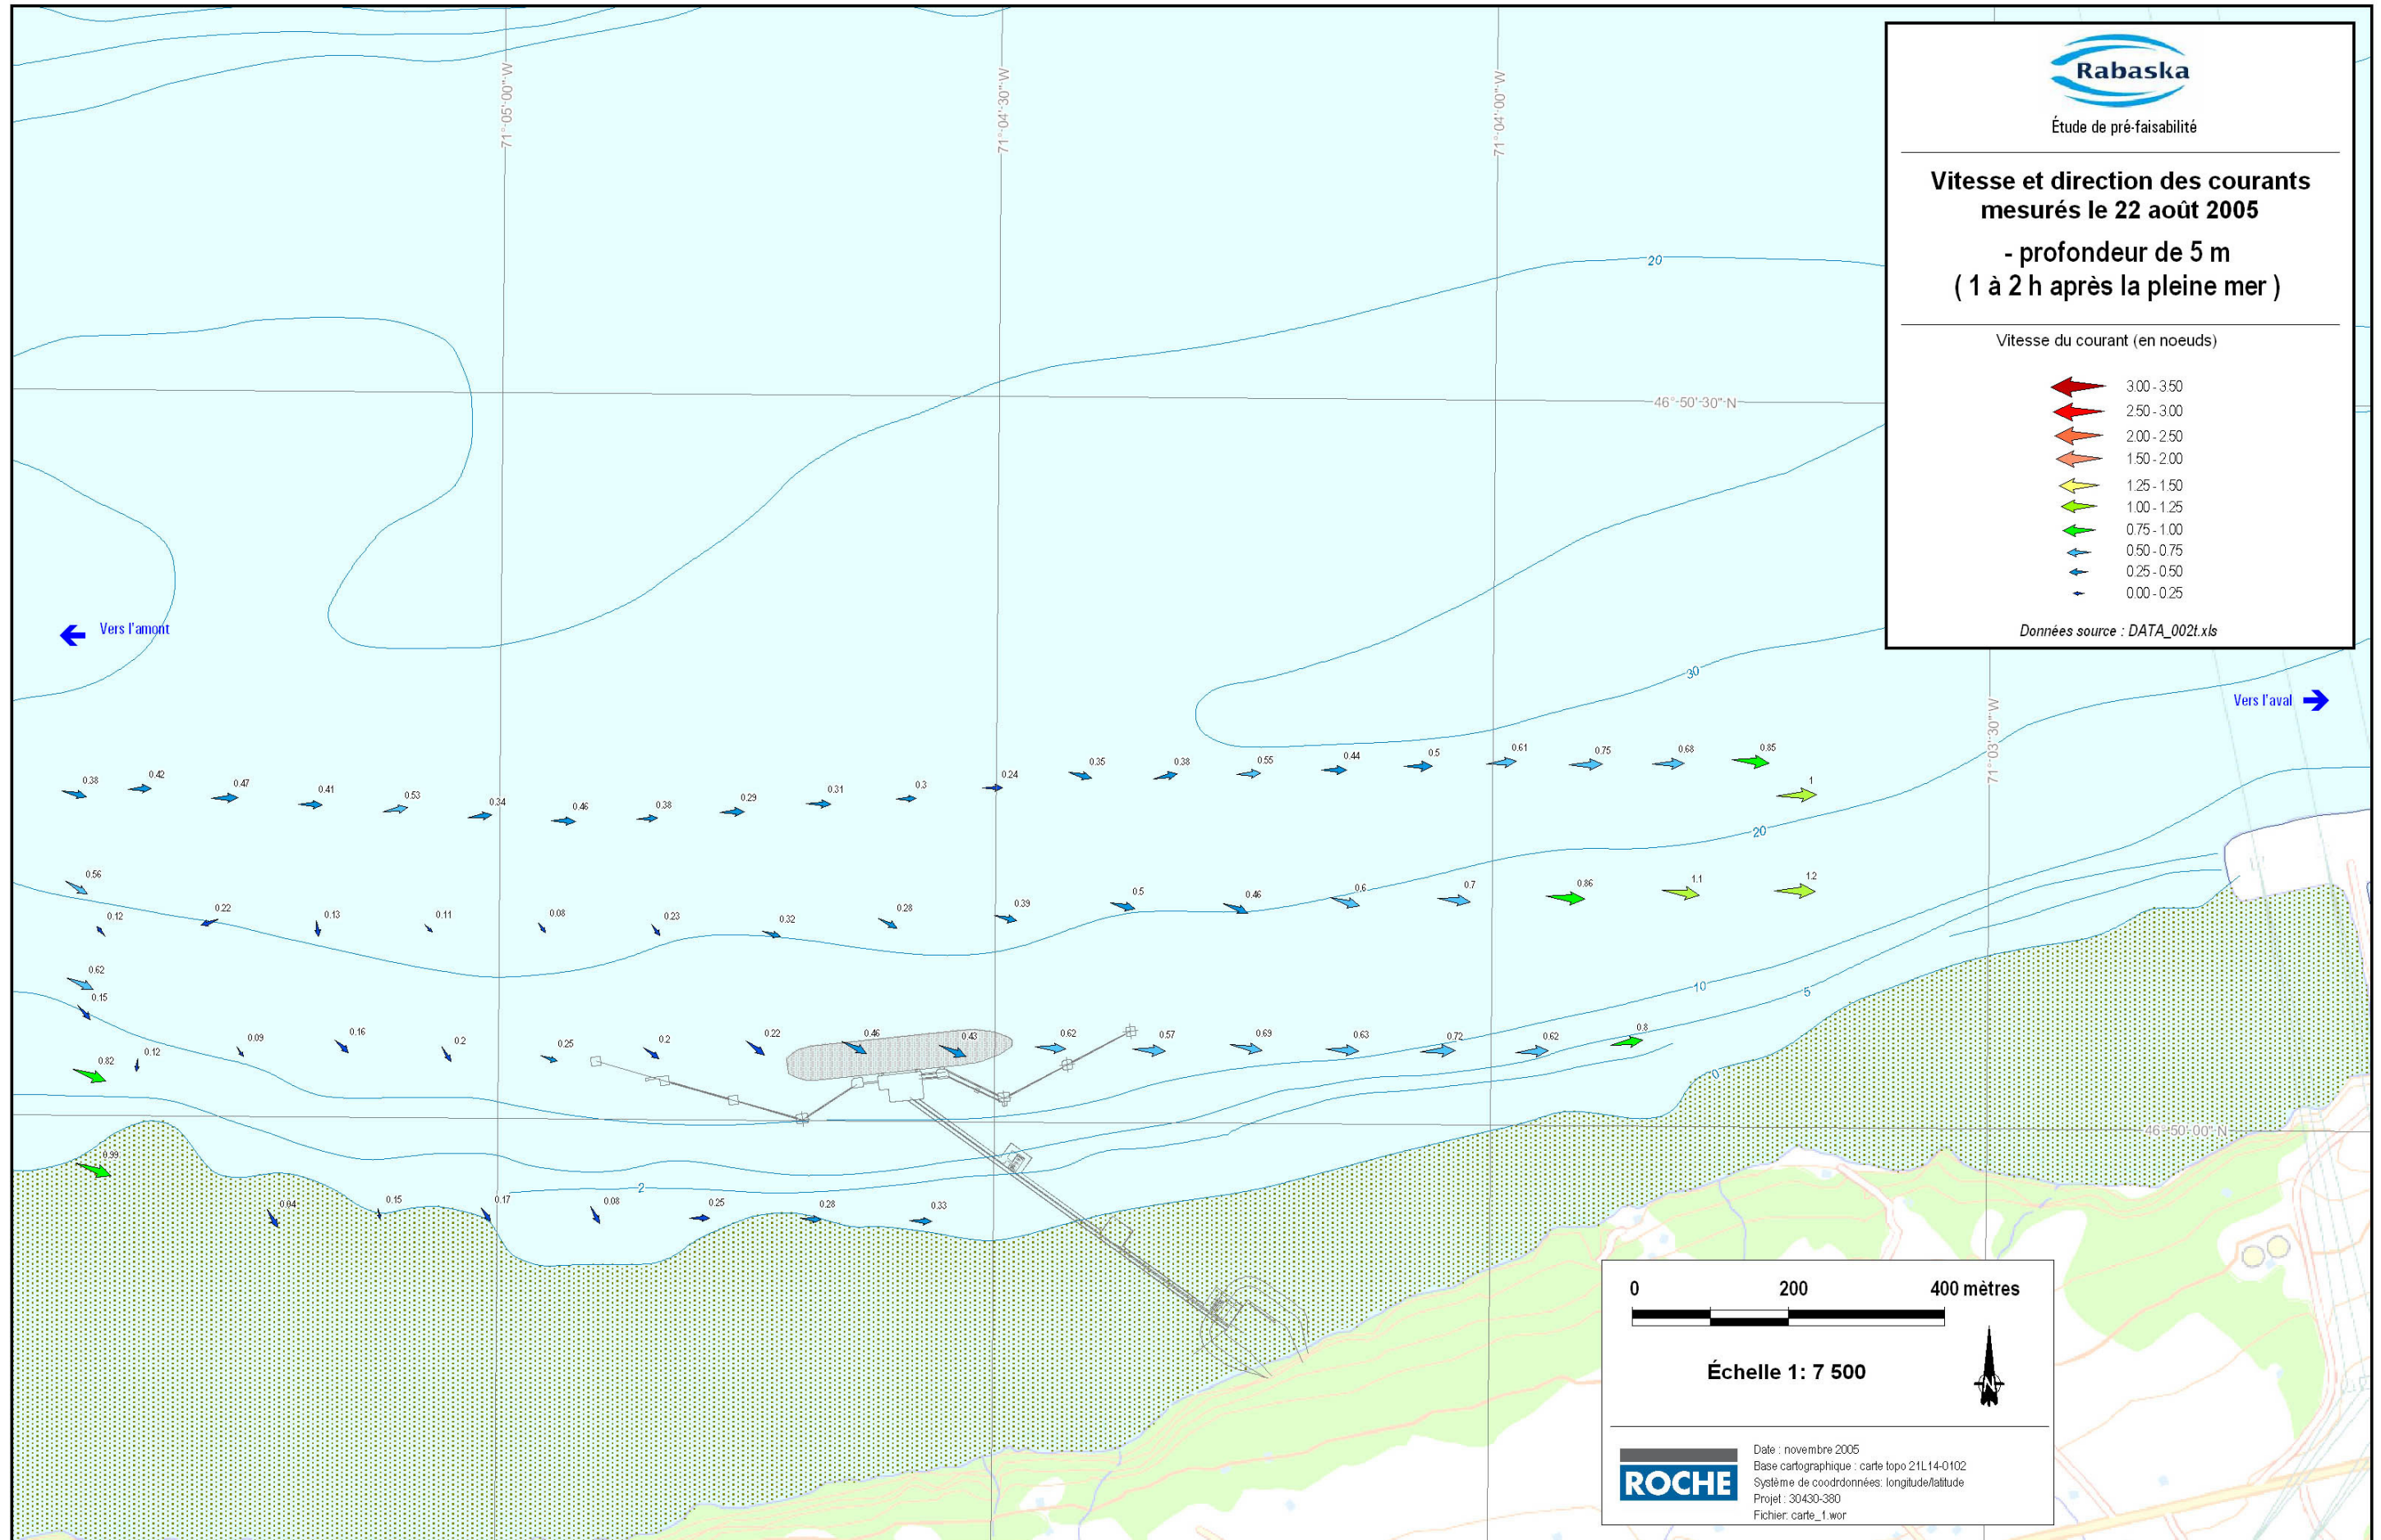 71°-05'-00"-W
71°-04'-30"-W
71°-04'-00"-W
Rabaska
Étude de pré-faisabilité
Vitesse et direction des courants
mesurés le 22 août 2005
- profondeur de 5 m
( 1 à 2 h après la pleine mer )
Vitesse du courant (en noeuds)
3.00 - 3.50
2.50 - 3.00
2.00 - 2.50
1.50 - 2.00
1.25 - 1.50
1.00 - 1.25
0.75 - 1.00
0.50 - 0.75
0.25 - 0.50
0.00 - 0.25
Données source : DATA_002t.xls
20
46°-50'-30"-N
Vers l'amont
30
Vers l'aval
71°-03'-30"-W
0.38 0.42 0.47 0.41 0.53 0.34 0.46 0.38 0.29 0.31 0.3 0.24 0.35 0.38 0.55 0.44 0.5 0.61 0.75 0.68 0.85
1
20
0.56
0.12 0.22 0.13 0.11 0.08 0.23 0.32 0.28 0.39 0.5 0.46 0.6 0.7 0.86 1.1 1.2
0.62
0.15
10
5
0.82 0.12 0.09 0.16 0.2 0.25 0.2 0.22 0.46 0.43 0.62 0.57 0.69 0.63 0.72 0.62 0.8
0
46°-50'-00"-N
0.99
2
0.04 0.15 0.17 0.08 0.25 0.28 0.33
0 200 400 mètres
Échelle 1: 7 500
N
ROCHE
Date : novembre 2005
Base cartographique : carte topo 21L14-0102
Système de coodrdonnées: longitude/latitude
Projet : 30430-380
Fichier: carte_1.wor